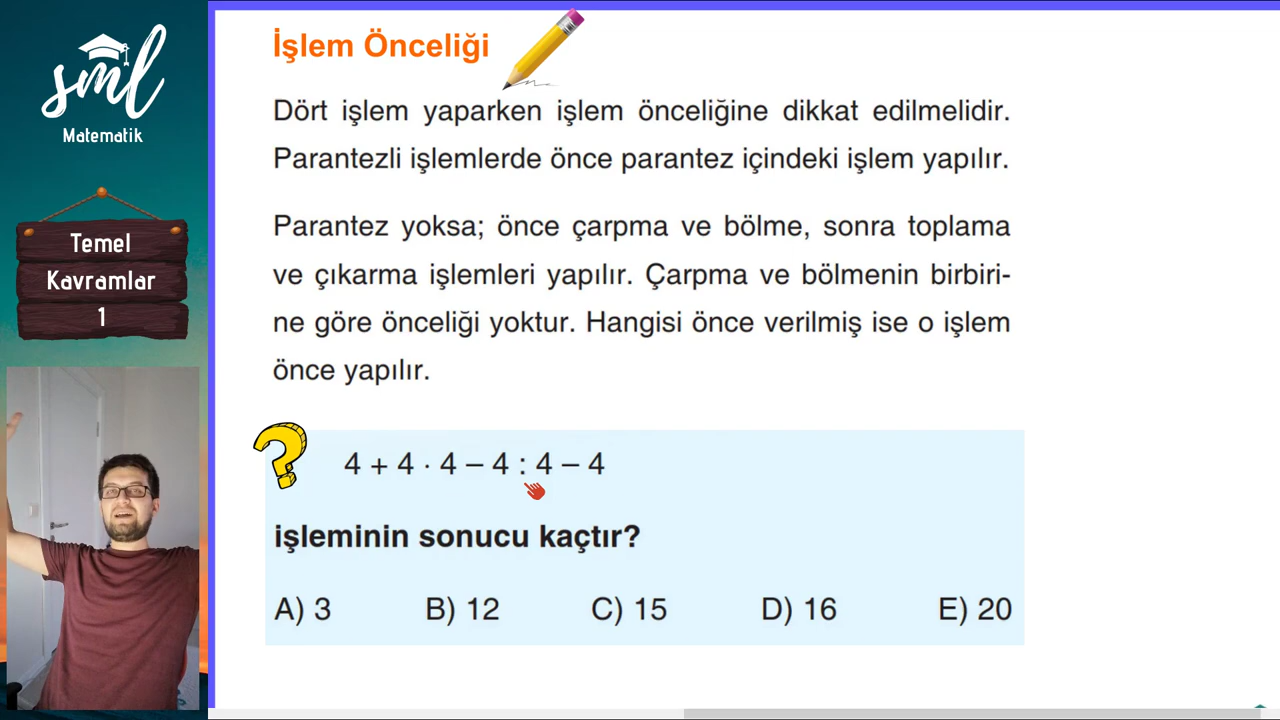 sml
Matematik
Temel
Kavramlar
1
İşlem Önceliği
Dört işlem yaparken işlem önceliğine dikkat edilmelidir.
Parantezli işlemlerde önce parantez içindeki işlem yapılır.
Parantez yoksa; önce çarpma ve bölme, sonra toplama
ve çıkarma işlemleri yapılır. Çarpma ve bölmenin birbiri-
ne göre önceliği yoktur. Hangisi önce verilmiş ise o işlem
önce yapılır.
4 + 4 · 4 – 4 : 4 – 4
işleminin sonucu kaçtır?
A) 3 B) 12 C) 15 D) 16 E) 20